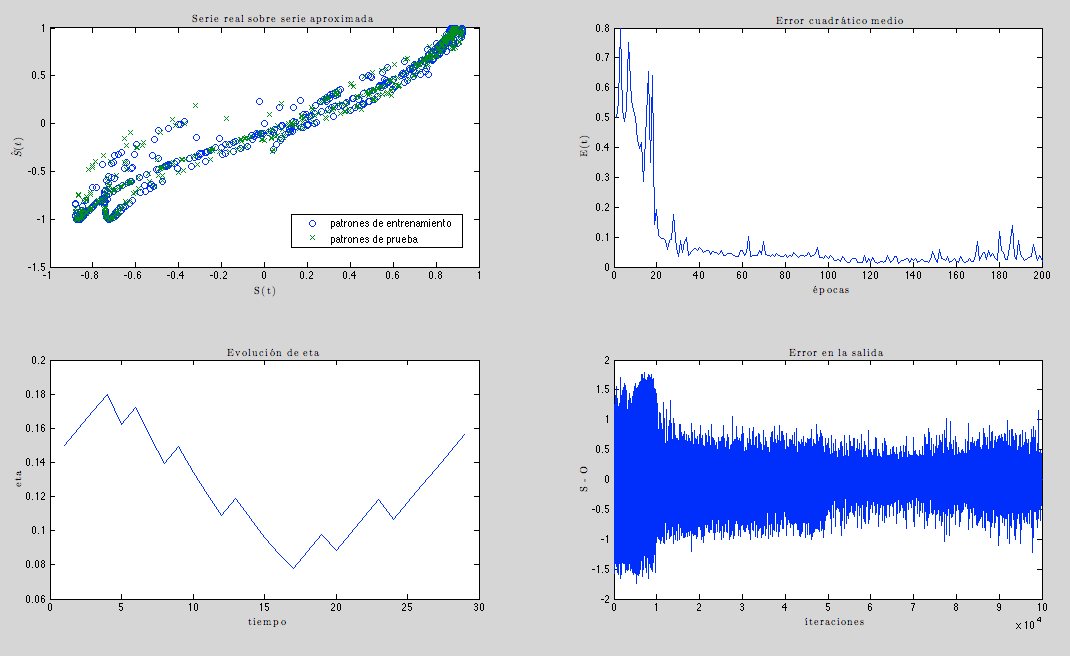 Serie real sobre serie aproximada
1
0.5
0
-0.5
-1
-1.5
Ŝ(t)
-1 -0.8 -0.6 -0.4 -0.2 0 0.2 0.4 0.6 0.8 1
S(t)
patrones de entrenamiento
patrones de prueba
Error cuadrático medio
0.8
0.7
0.6
0.5
0.4
0.3
0.2
0.1
0
E(t)
0 20 40 60 80 100 120 140 160 180 200
épocas
Evolución de eta
0.2
0.18
0.16
0.14
0.12
0.1
0.08
0.06
eta
0 5 10 15 20 25 30
tiempo
Error en la salida
2
1.5
1
0.5
0
-0.5
-1
-1.5
-2
S - O
0 1 2 3 4 5 6 7 8 9 10
x 10⁴
iteraciones